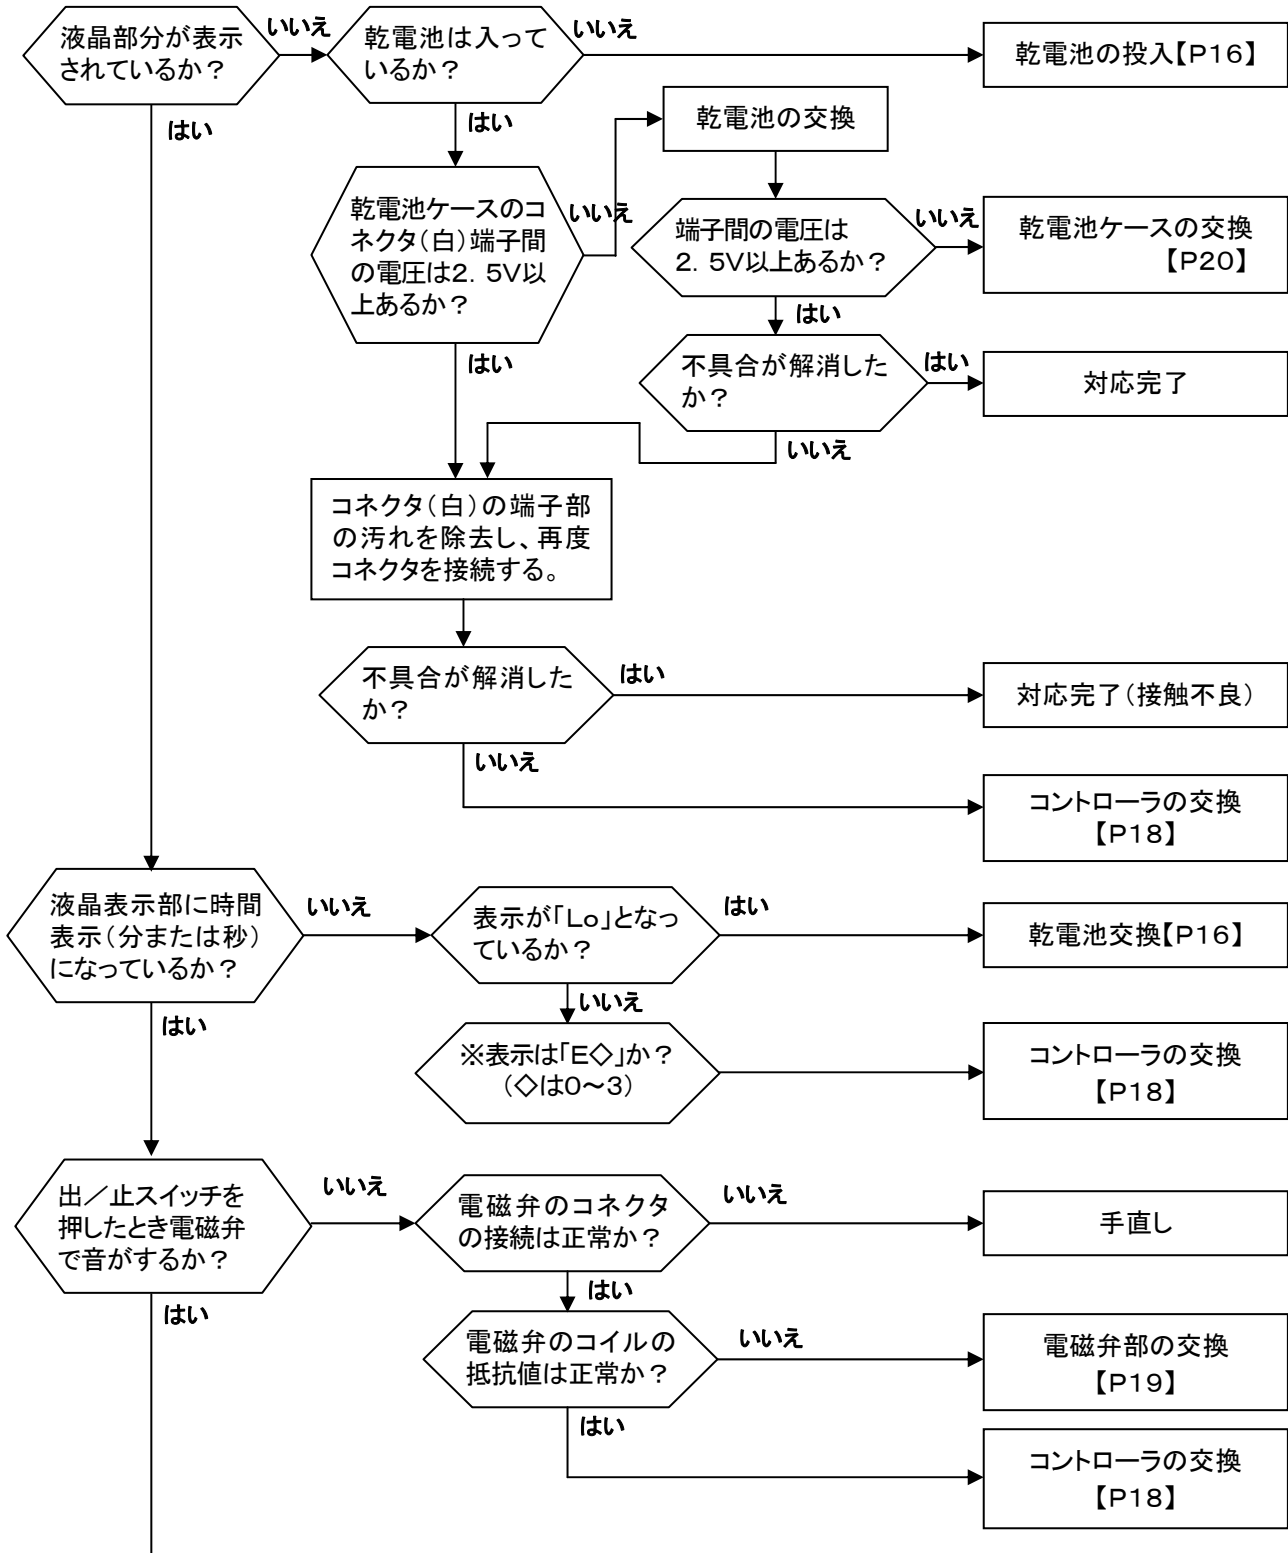 液晶部分が表示
されているか？
いいえ
乾電池は入って
いるか？
いいえ
乾電池の投入【P16】
はい
はい
乾電池の交換
乾電池ケースのコ
ネクタ（白）端子間
の電圧は2．5V以
上あるか？
いいえ
端子間の電圧は
2．5V以上あるか？
いいえ
乾電池ケースの交換
【P20】
はい
はい
不具合が解消した
か？
はい
対応完了
いいえ
コネクタ（白）の端子部
の汚れを除去し、再度
コネクタを接続する。
不具合が解消した
か？
はい
対応完了（接触不良）
いいえ
コントローラの交換
【P18】
液晶表示部に時間
表示（分または秒）
になっているか？
いいえ
表示が「Lo」となっ
ているか？
はい
乾電池交換【P16】
いいえ
はい
※表示は「E◇」か？
（◇は0～3）
コントローラの交換
【P18】
出／止スイッチを
押したとき電磁弁
で音がするか？
いいえ
電磁弁のコネクタ
の接続は正常か？
いいえ
手直し
はい
はい
電磁弁のコイルの
抵抗値は正常か？
いいえ
電磁弁部の交換
【P19】
はい
コントローラの交換
【P18】